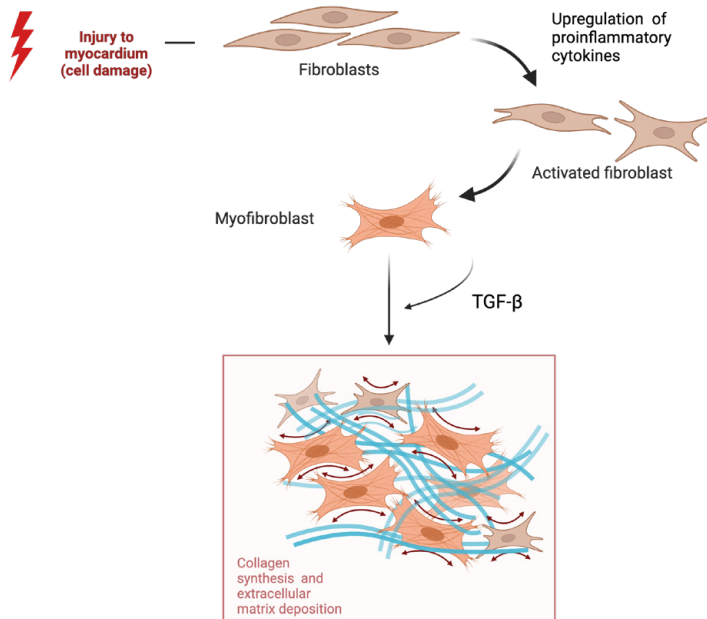 Injury to
myocardium
(cell damage)
Fibroblasts
Upregulation of
proinflammatory
cytokines
Activated fibroblast
Myofibroblast
TGF-β
Collagen
synthesis and
extracellular
matrix deposition